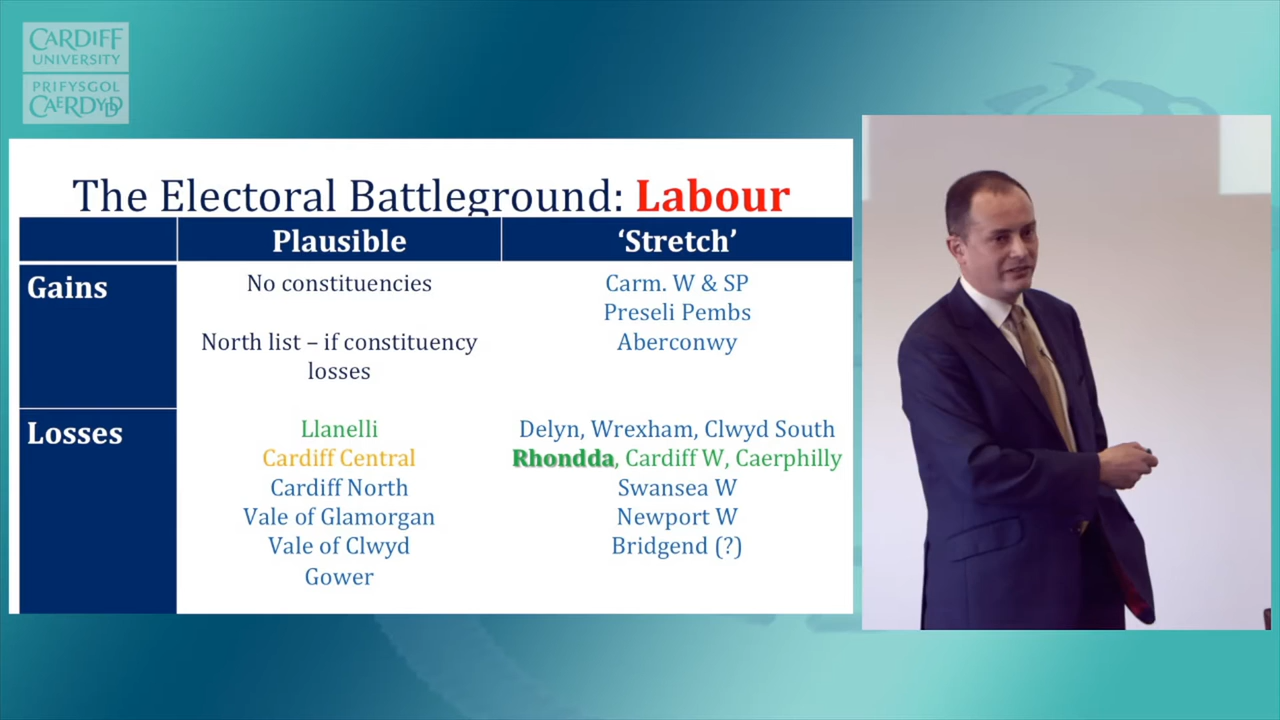 CARDIFF
UNIVERSITY
PRIFYSGOL
CAERDYDD
The Electoral Battleground: Labour
Plausible
‘Stretch’
Gains
No constituencies
North list – if constituency
losses
Carm. W & SP
Preseli Pembs
Aberconwy
Losses
Llanelli
Cardiff Central
Cardiff North
Vale of Glamorgan
Vale of Clwyd
Gower
Delyn, Wrexham, Clwyd South
Rhondda, Cardiff W, Caerphilly
Swansea W
Newport W
Bridgend (?)